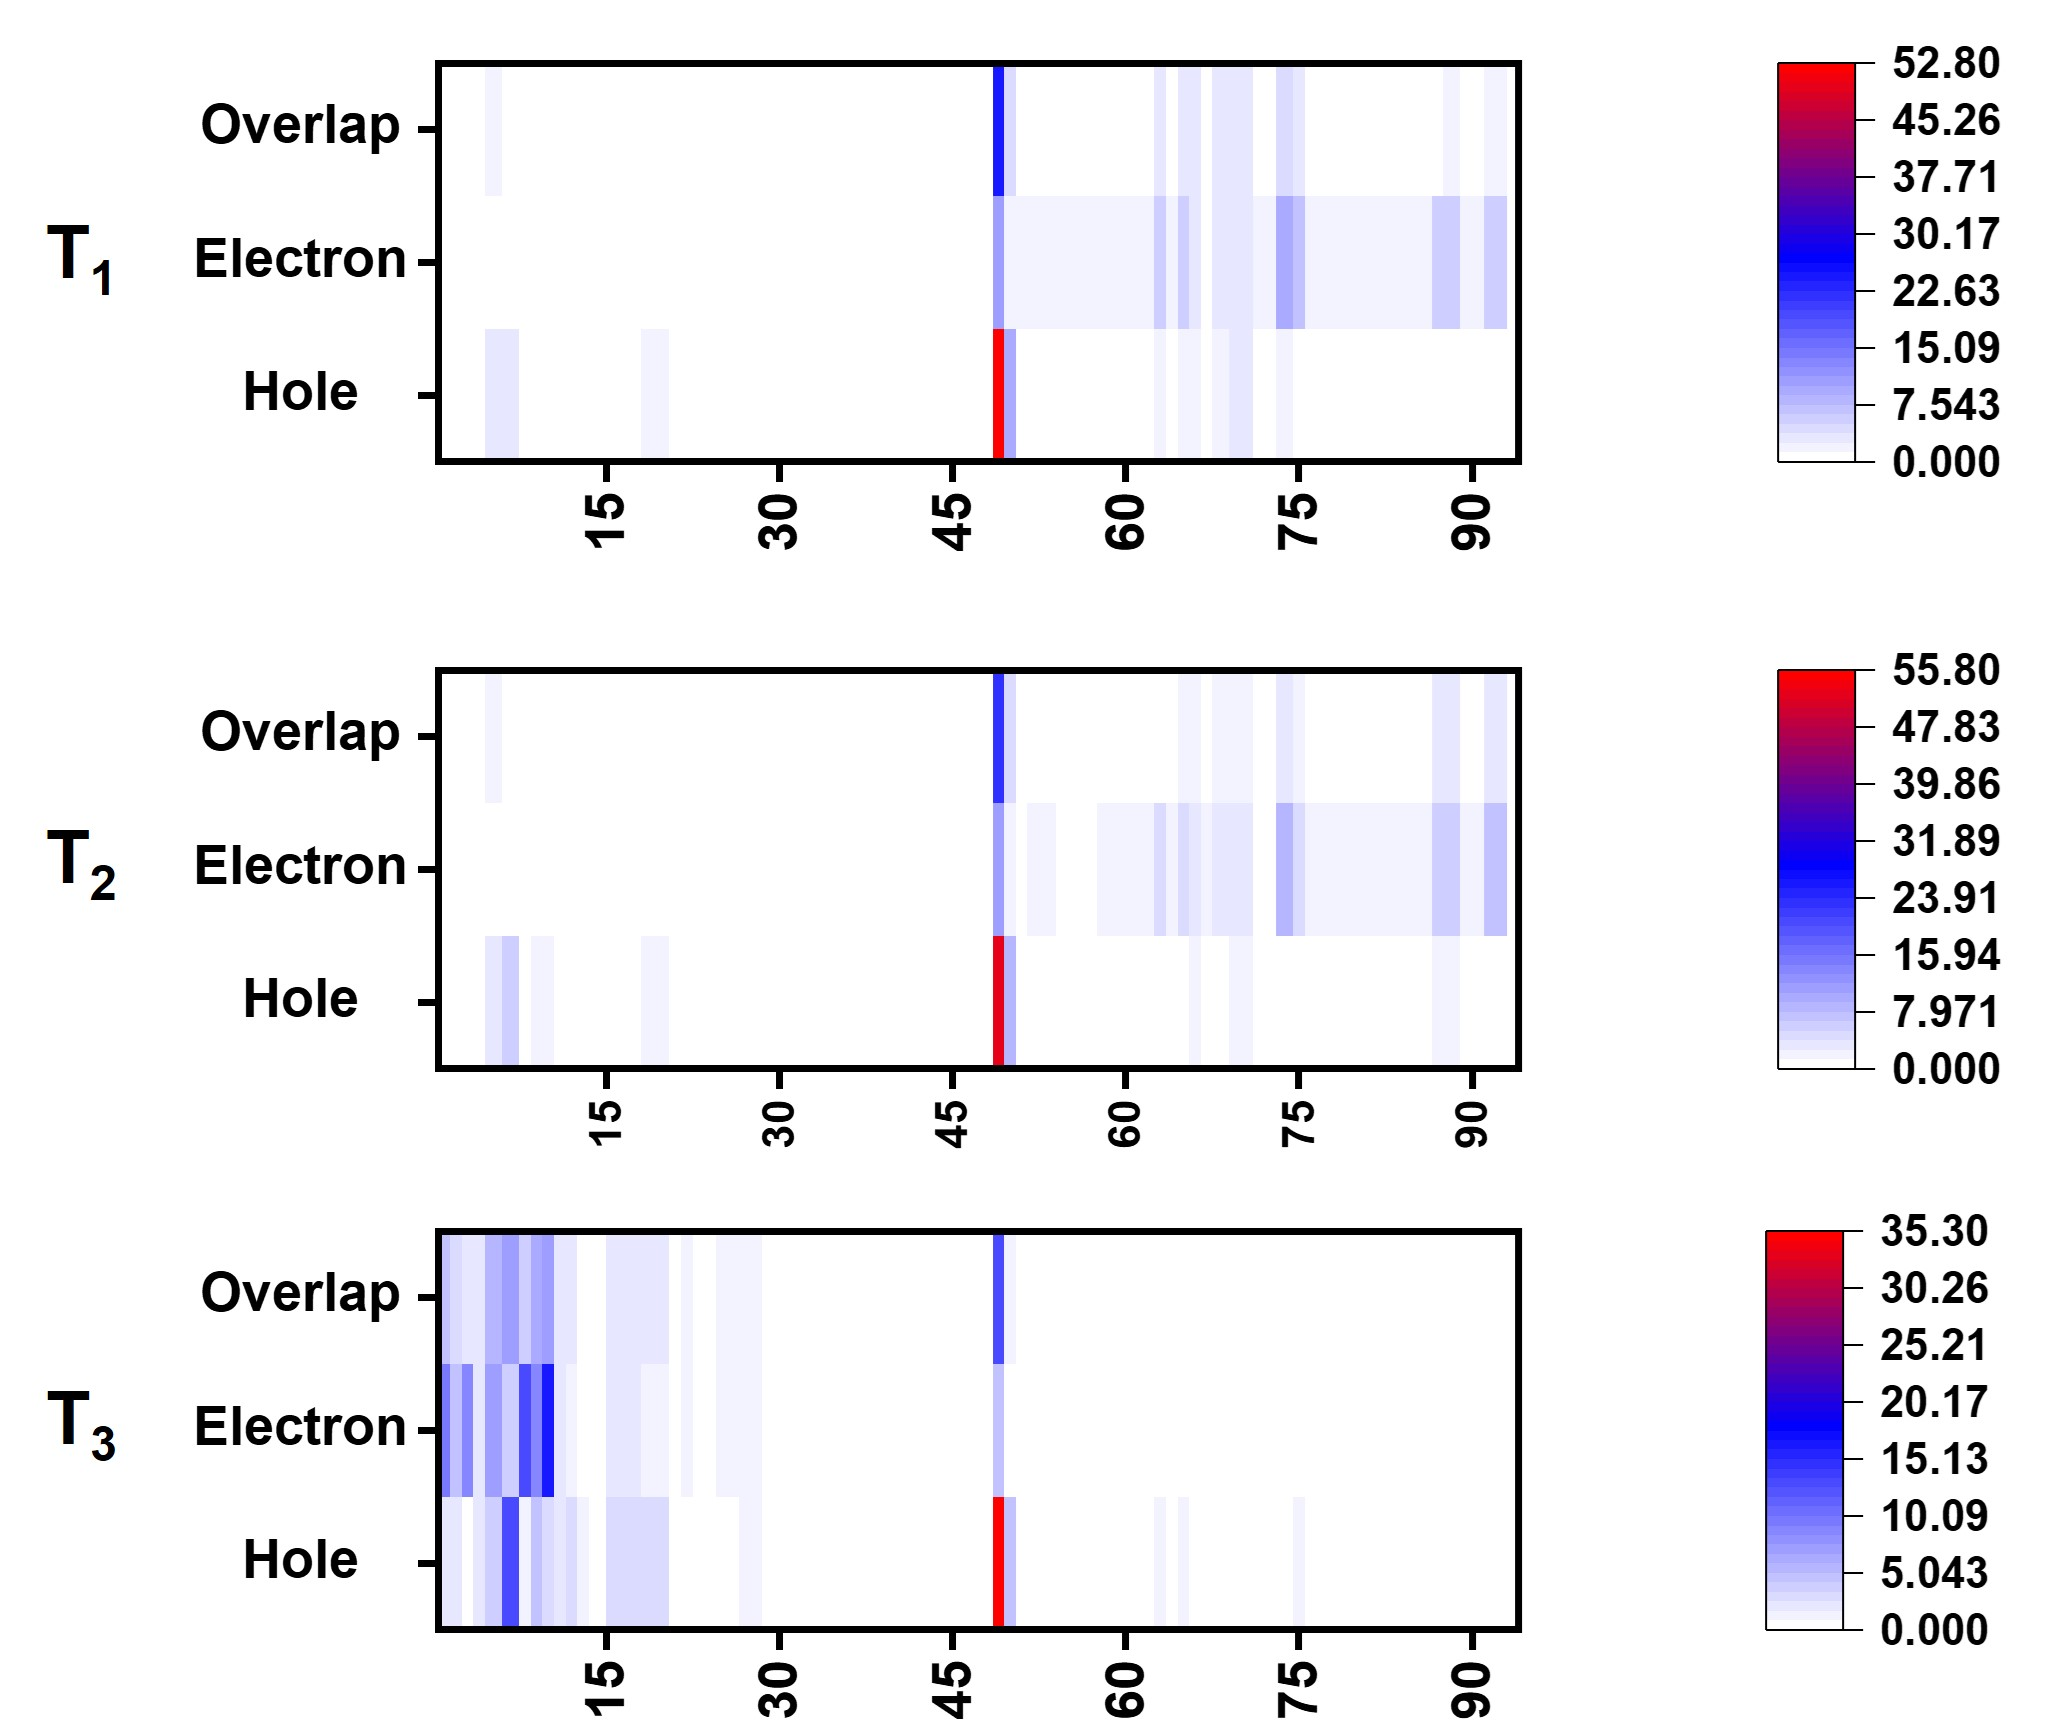 T1
Overlap
Electron
Hole
15 30 45 60 75 90
52.80
45.26
37.71
30.17
22.63
15.09
7.543
0.000
T2
Overlap
Electron
Hole
15 30 45 60 75 90
55.80
47.83
39.86
31.89
23.91
15.94
7.971
0.000
T3
Overlap
Electron
Hole
15 30 45 60 75 90
35.30
30.26
25.21
20.17
15.13
10.09
5.043
0.000